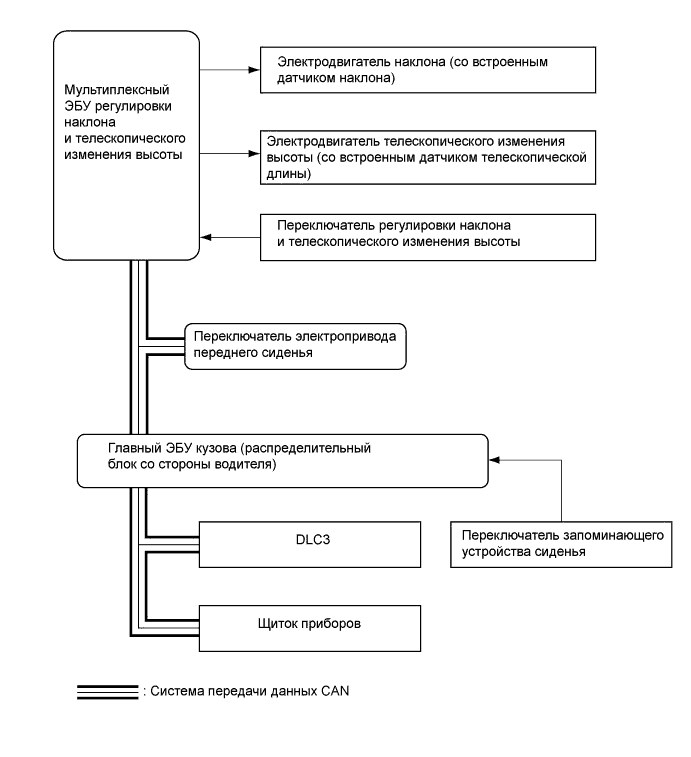 Мультиплексный
ЭБУ регулировки
наклона
и телескопического
изменения высоты
Электродвигатель наклона (со встроенным
датчиком наклона)
Электродвигатель телескопического изменения
высоты (со встроенным датчиком телескопической
длины)
Переключатель регулировки наклона
и телескопического изменения высоты
Переключатель электропривода
переднего сиденья
Главный ЭБУ кузова (распределительный
блок со стороны водителя)
DLC3
Переключатель запоминающего
устройства сиденья
Щиток приборов
: Система передачи данных CAN